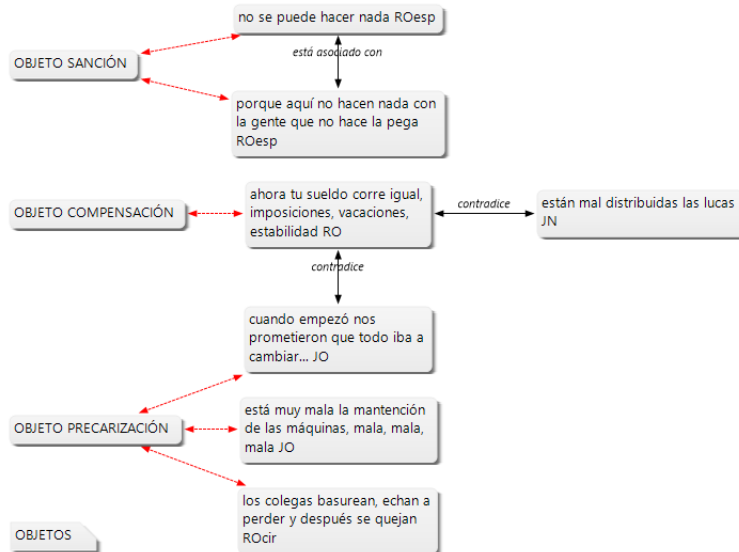 no se puede hacer nada ROesp
está asociado con
OBJETO SANCIÓN
porque aquí no hacen nada con
la gente que no hace la pega
ROesp
ahora tu sueldo corre igual,
imposiciones, vacaciones,
estabilidad RO
OBJETO COMPENSACIÓN
contradice
están mal distribuidas las lucas
JN
contradice
cuando empezó nos
prometieron que todo iba a
cambiar... JO
OBJETO PRECARIZACIÓN
está muy mala la mantención
de las máquinas, mala, mala,
mala JO
los colegas basurean, echan a
perder y después se quejan
ROcir
OBJETOS